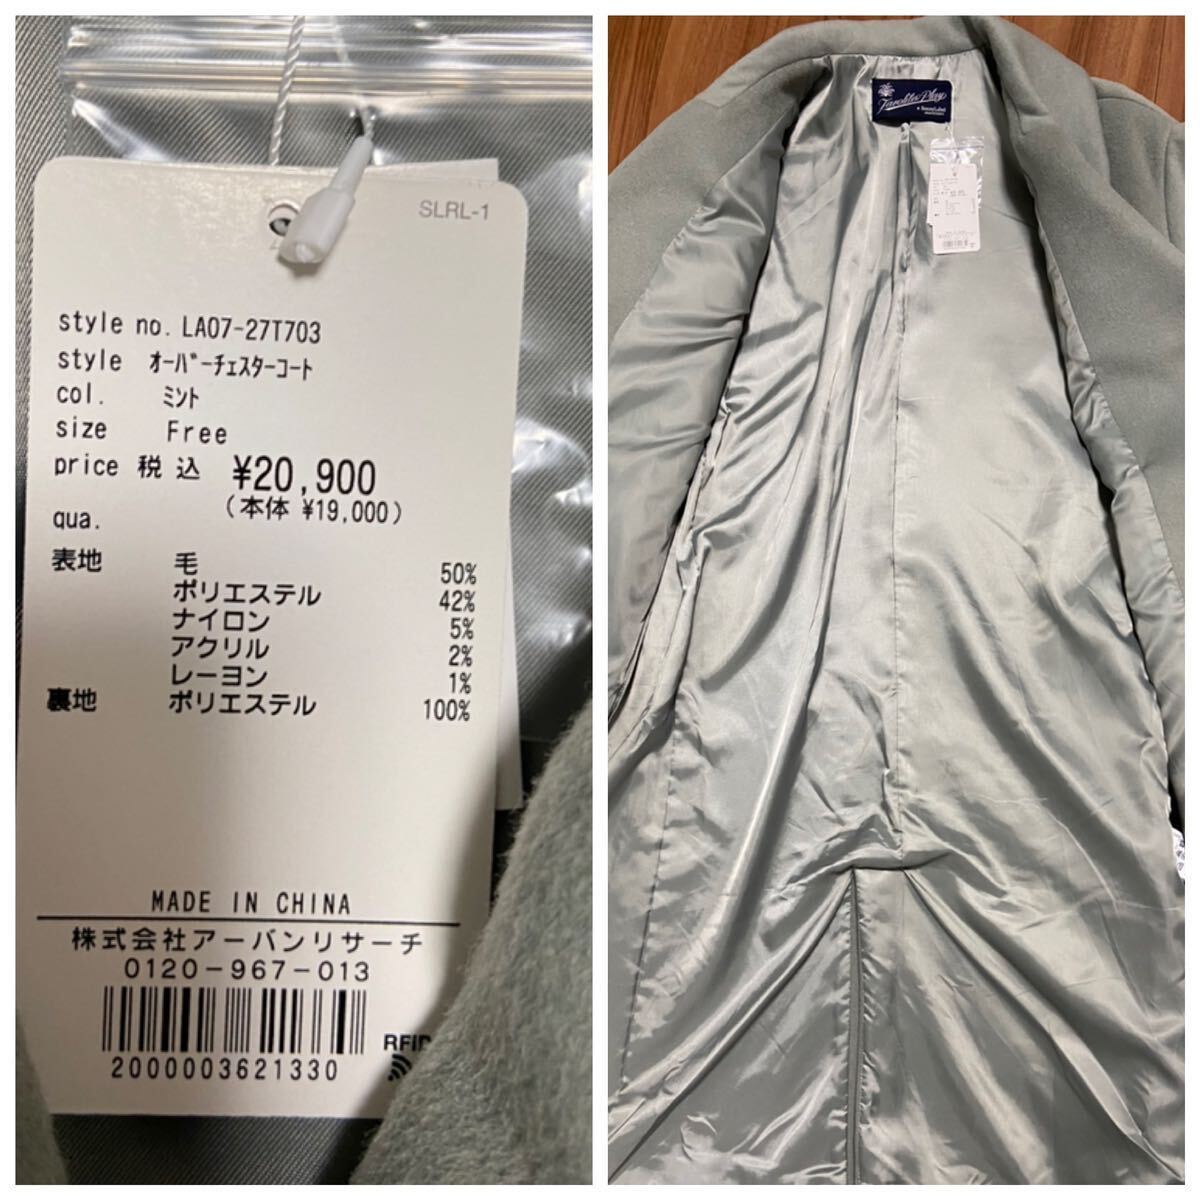 SLRL-1
style no. LA07-27T703
style オーバーチェスターコート
col. ミント
size Free
price 税込 ¥20,900
(本体 ¥19,000)
qua.
表地 毛 50%
ポリエステル 42%
ナイロン 5%
アクリル 2%
レーヨン 1%
裏地 ポリエステル 100%
MADE IN CHINA
株式会社アーバンリサーチ
0120-967-013
RFID
2000003621330